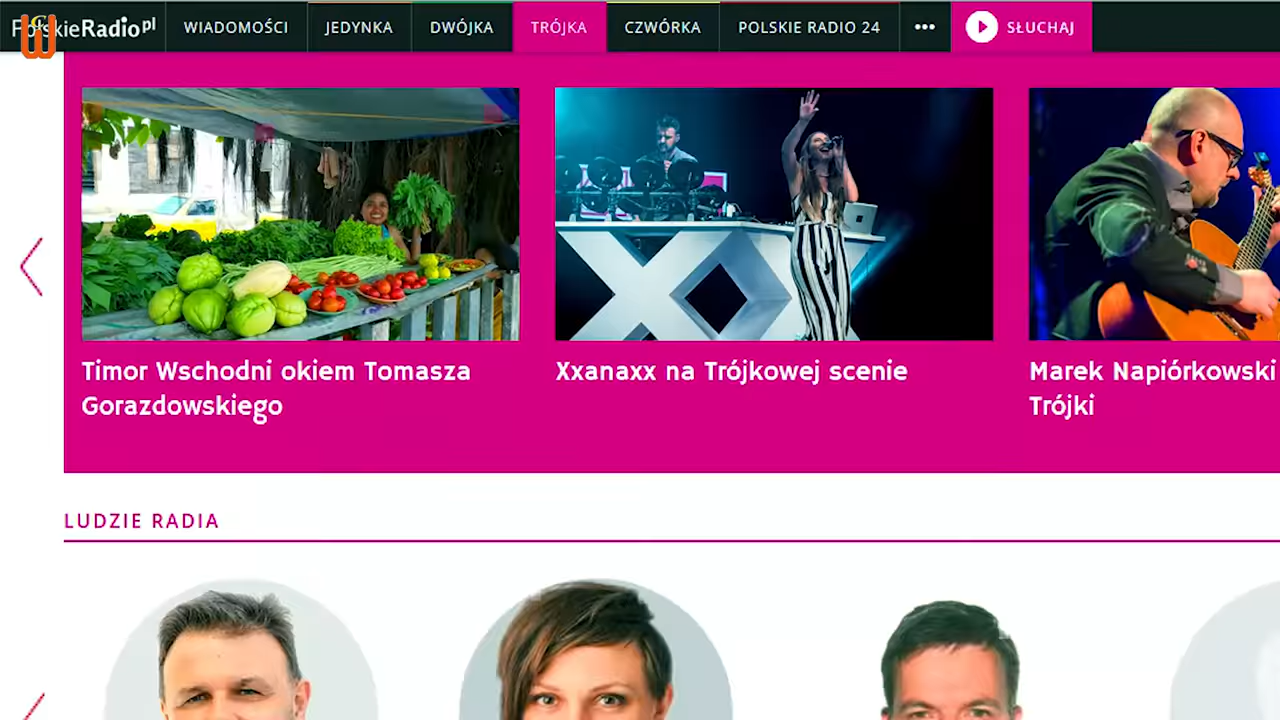 PolskieRadio.pl
WIADOMOŚCI
JEDYNKA
DWÓJKA
TRÓJKA
CZWÓRKA
POLSKIE RADIO 24
•••
SŁUCHAJ
Timor Wschodni okiem Tomasza
Gorazdowskiego
Xxanaxx na Trójkowej scenie
Marek Napiórkowski
Trójki
LUDZIE RADIA